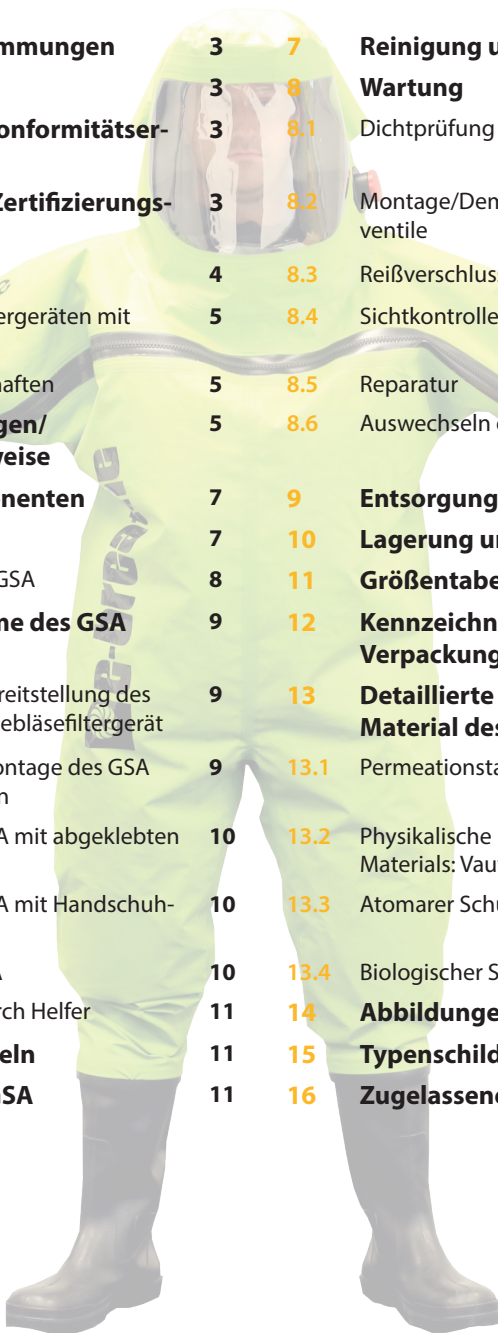 mmungen 3
3
onformitätser- 3
Zertifizierungs- 3
4
ergeräten mit 5
haften 5
gen/ 5
eise
nenten 7
7
GSA 8
me des GSA 9
reitstellung des 9
ebläsefiltergerät
ontage des GSA 9
n
A mit abgeklebten 10
A mit Handschuh- 10
A 10
rch Helfer 11
eln 11
GSA 11
7 Reinigung u
8 Wartung
8.1 Dichtprüfung
8.2 Montage/Dem
ventile
8.3 Reißverschlus
8.4 Sichtkontrolle
8.5 Reparatur
8.6 Auswechseln
9 Entsorgung
10 Lagerung un
11 Größentabe
12 Kennzeichn
Verpackung
13 Detaillierte
Material des
13.1 Permeationsta
13.2 Physikalische
Materials: Vau
13.3 Atomarer Schu
13.4 Biologischer S
14 Abbildunge
15 Typenschild
16 Zugelassene